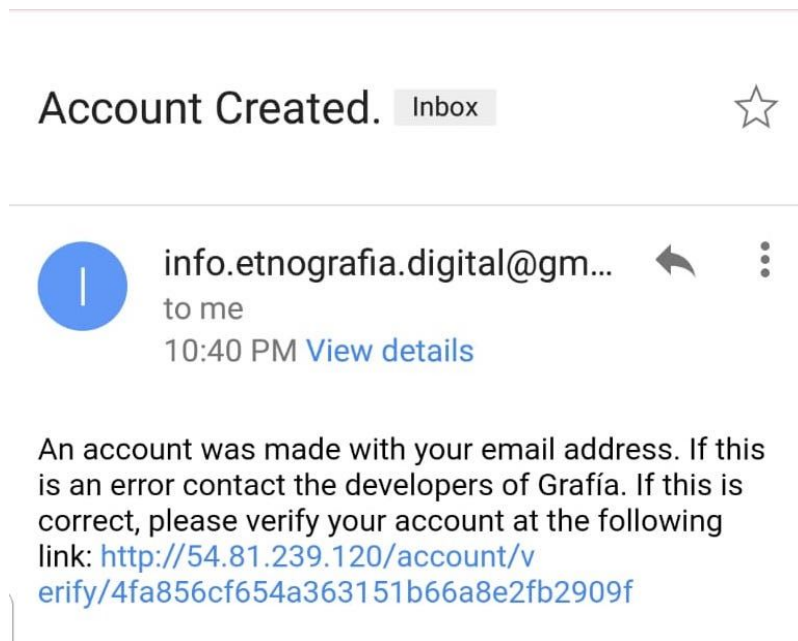 Account Created. Inbox
info.etnografia.digital@gm...
to me
10:40 PM View details
An account was made with your email address. If this
is an error contact the developers of Grafía. If this is
correct, please verify your account at the following
link: http://54.81.239.120/account/v
erify/4fa856cf654a363151b66a8e2fb2909f